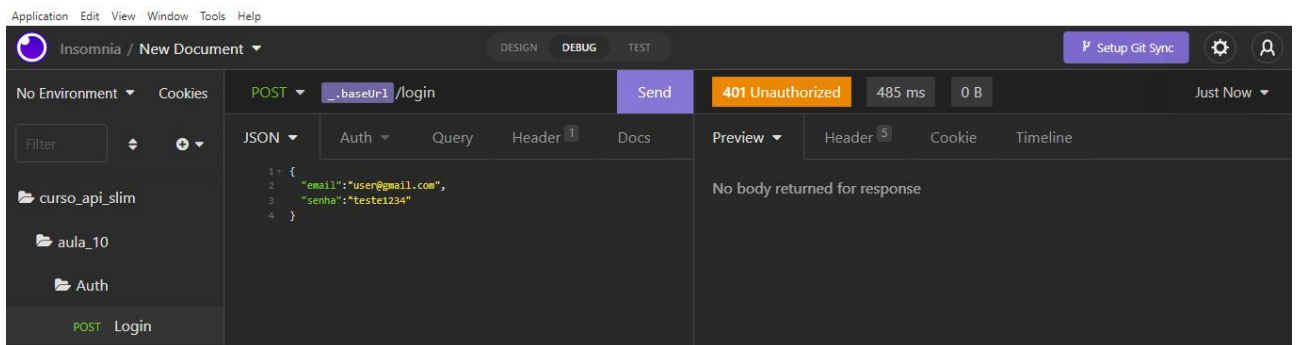 Application Edit View Window Tools Help
Insomnia / New Document
DESIGN DEBUG TEST
Setup Git Sync
No Environment Cookies
POST _.baseUrl /login Send
401 Unauthorized 485 ms 0 B Just Now
Filter
JSON Auth Query Header 1 Docs
Preview Header 5 Cookie Timeline
1 {
2 "email":"user@gmail.com",
3 "senha":"teste1234"
4 }
No body returned for response
curso_api_slim
aula_10
Auth
POST Login